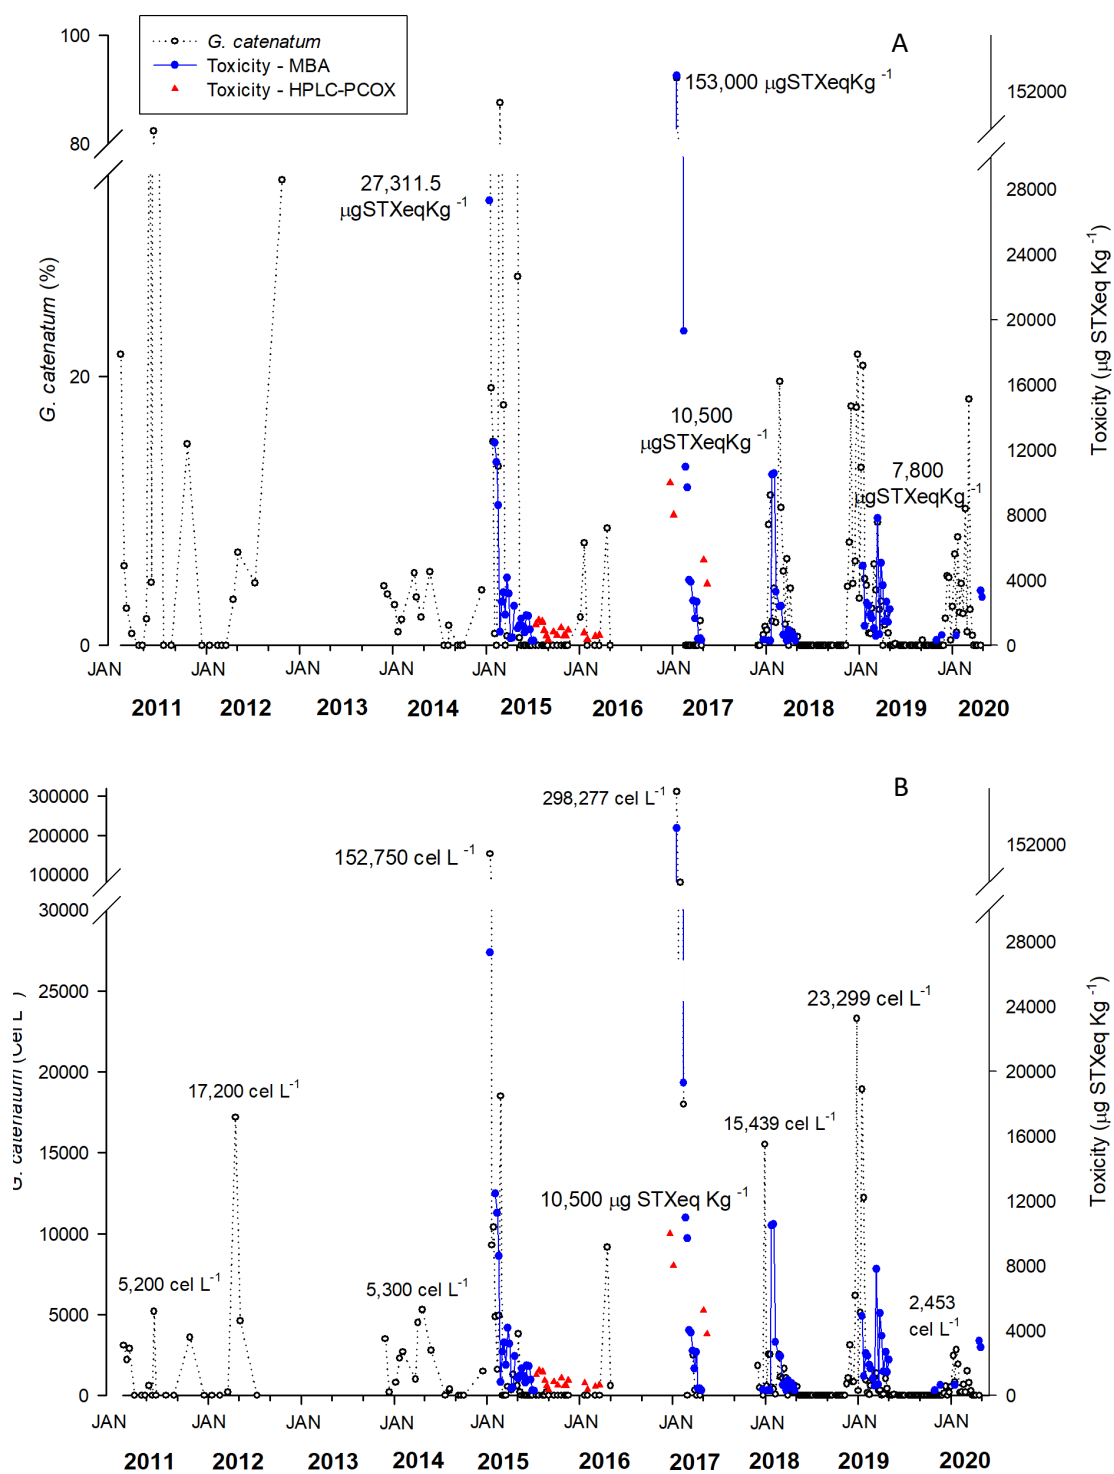 G. catenatum
Toxicity - MBA
Toxicity - HPLC-PCOX
A
100
80
20
0
G. catenatum (%)
27,311.5
µgSTXeqKg -1
153,000 µgSTXeqKg -1
10,500
µgSTXeqKg -1
7,800
µgSTXeqKg -1
152000
28000
24000
20000
16000
12000
8000
4000
0
Toxicity (µg STXeq Kg -1)
JAN JAN JAN JAN JAN JAN JAN JAN JAN
2011 2012 2013 2014 2015 2016 2017 2018 2019 2020
B
300000
200000
100000
30000
25000
20000
15000
10000
5000
0
G. catenatum (Cel L
298,277 cel L-1
152,750 cel L -1
23,299 cel L-1
17,200 cel L-1
15,439 cel L-1
10,500 µg STXeq Kg -1
5,200 cel L-1
5,300 cel L-1
2,453
cel L-1
152000
28000
24000
20000
16000
12000
8000
4000
0
Toxicity (µg STXeq Kg -1)
JAN JAN JAN JAN JAN JAN JAN JAN JAN
2011 2012 2013 2014 2015 2016 2017 2018 2019 2020